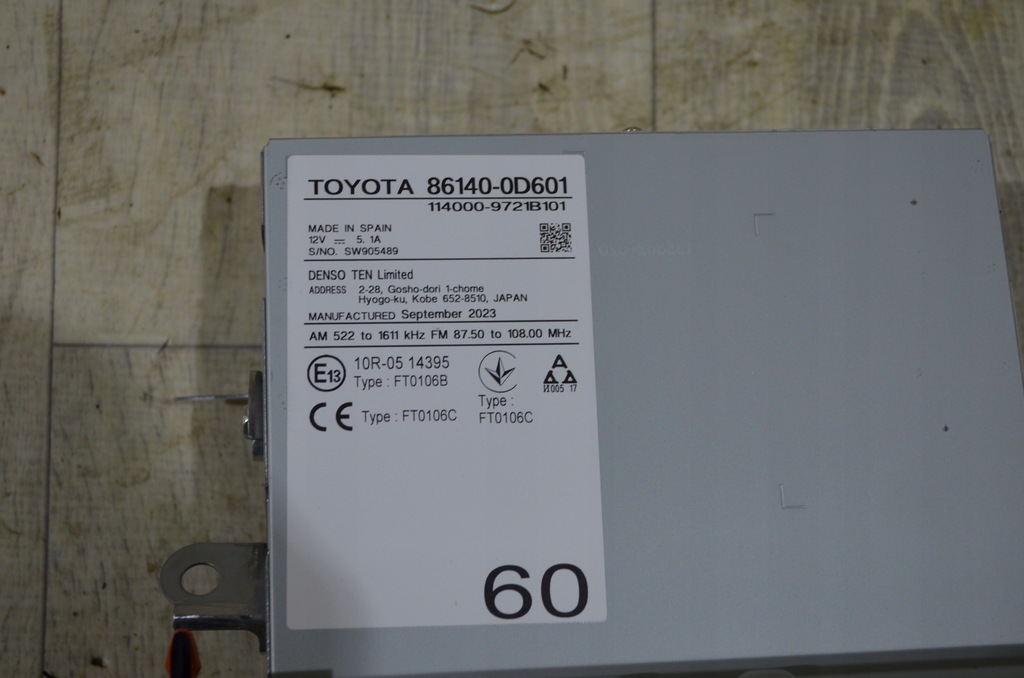 TOYOTA 86140-0D601
114000-9721B101
MADE IN SPAIN
12V ⎓ 5.1A
S/NO. SW905489
DENSO TEN Limited
ADDRESS 2-28, Gosho-dori 1-chome
Hyogo-ku, Kobe 652-8510, JAPAN
MANUFACTURED September 2023
AM 522 to 1611 kHz FM 87.50 to 108.00 MHz
E13 10R-05 14395
Type : FT0106B
CE Type : FT0106C
Type :
FT0106C
И005 17
60